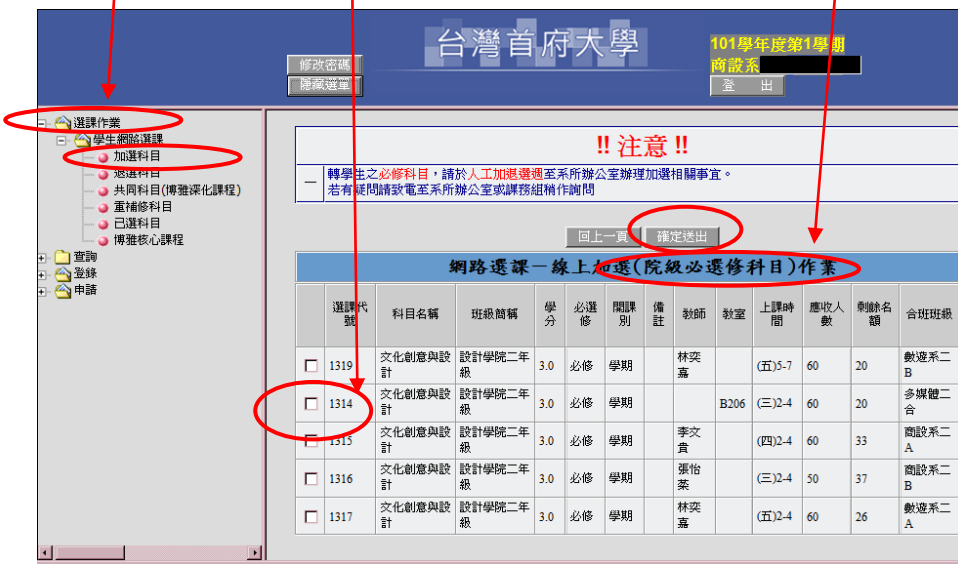 台灣首府大學
修改密碼
隱藏選單
101學年度第1學期
商設系
登 出
選課作業
學生網路選課
加選科目
退選科目
共同科目(博雅深化課程)
重補修科目
已選科目
博雅核心課程
查詢
登錄
申請
!! 注意 !!
一 轉學生之必修科目，請於人工加退選週至系所辦公室辦理加選相關事宜。
若有疑問請致電至系所辦公室或課務組稍作詢問
回上一頁 確定送出
網路選課－線上加選(院級必選修科目)作業
選課代號 科目名稱 班級簡稱 學分 必選修 開課別 備註 教師 教室 上課時間 應收人數 剩餘名額 合班班級
1319 文化創意與設計 設計學院二年級 3.0 必修 學期 林奕嘉 (五)5-7 60 20 數遊系二B
1314 文化創意與設計 設計學院二年級 3.0 必修 學期 B206 (三)2-4 60 20 多媒體二合
1315 文化創意與設計 設計學院二年級 3.0 必修 學期 李文貴 (四)2-4 60 33 商設系二A
1316 文化創意與設計 設計學院二年級 3.0 必修 學期 張怡棻 (三)2-4 50 37 商設系二B
1317 文化創意與設計 設計學院二年級 3.0 必修 學期 林奕嘉 (五)2-4 60 26 數遊系二A